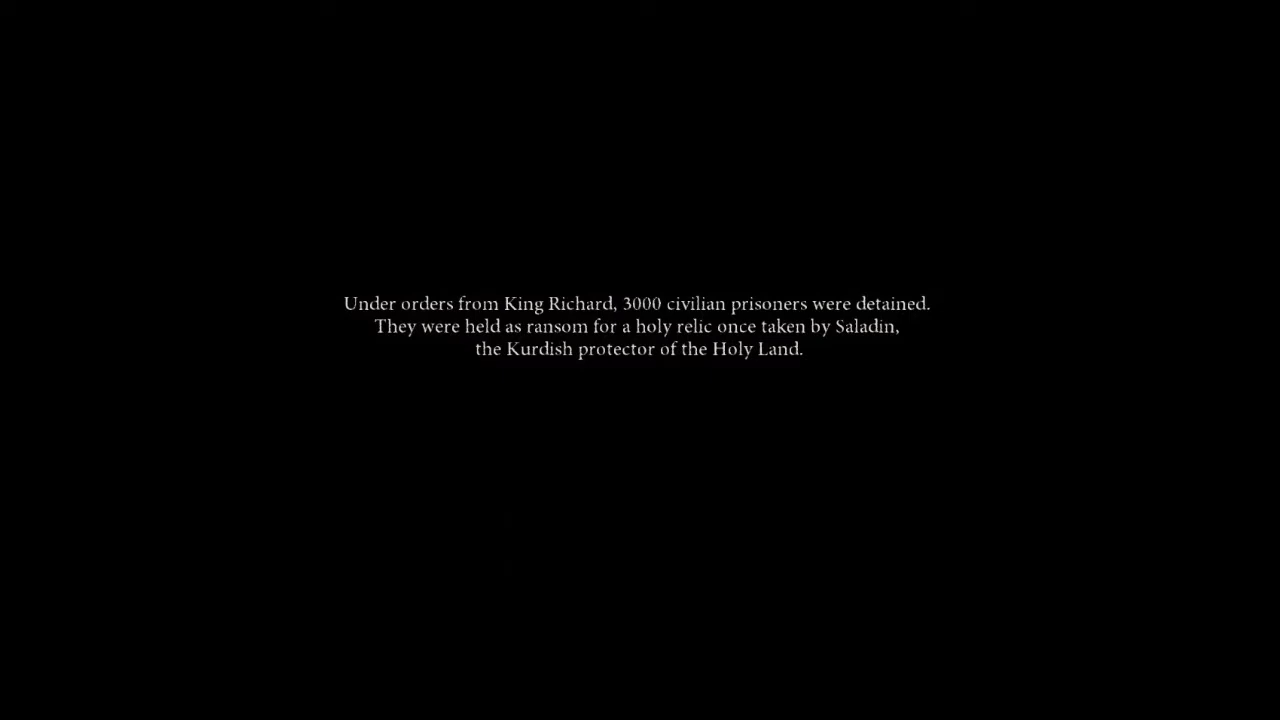 Under orders from King Richard, 3000 civilian prisoners were detained.
They were held as ransom for a holy relic once taken by Saladin,
the Kurdish protector of the Holy Land.